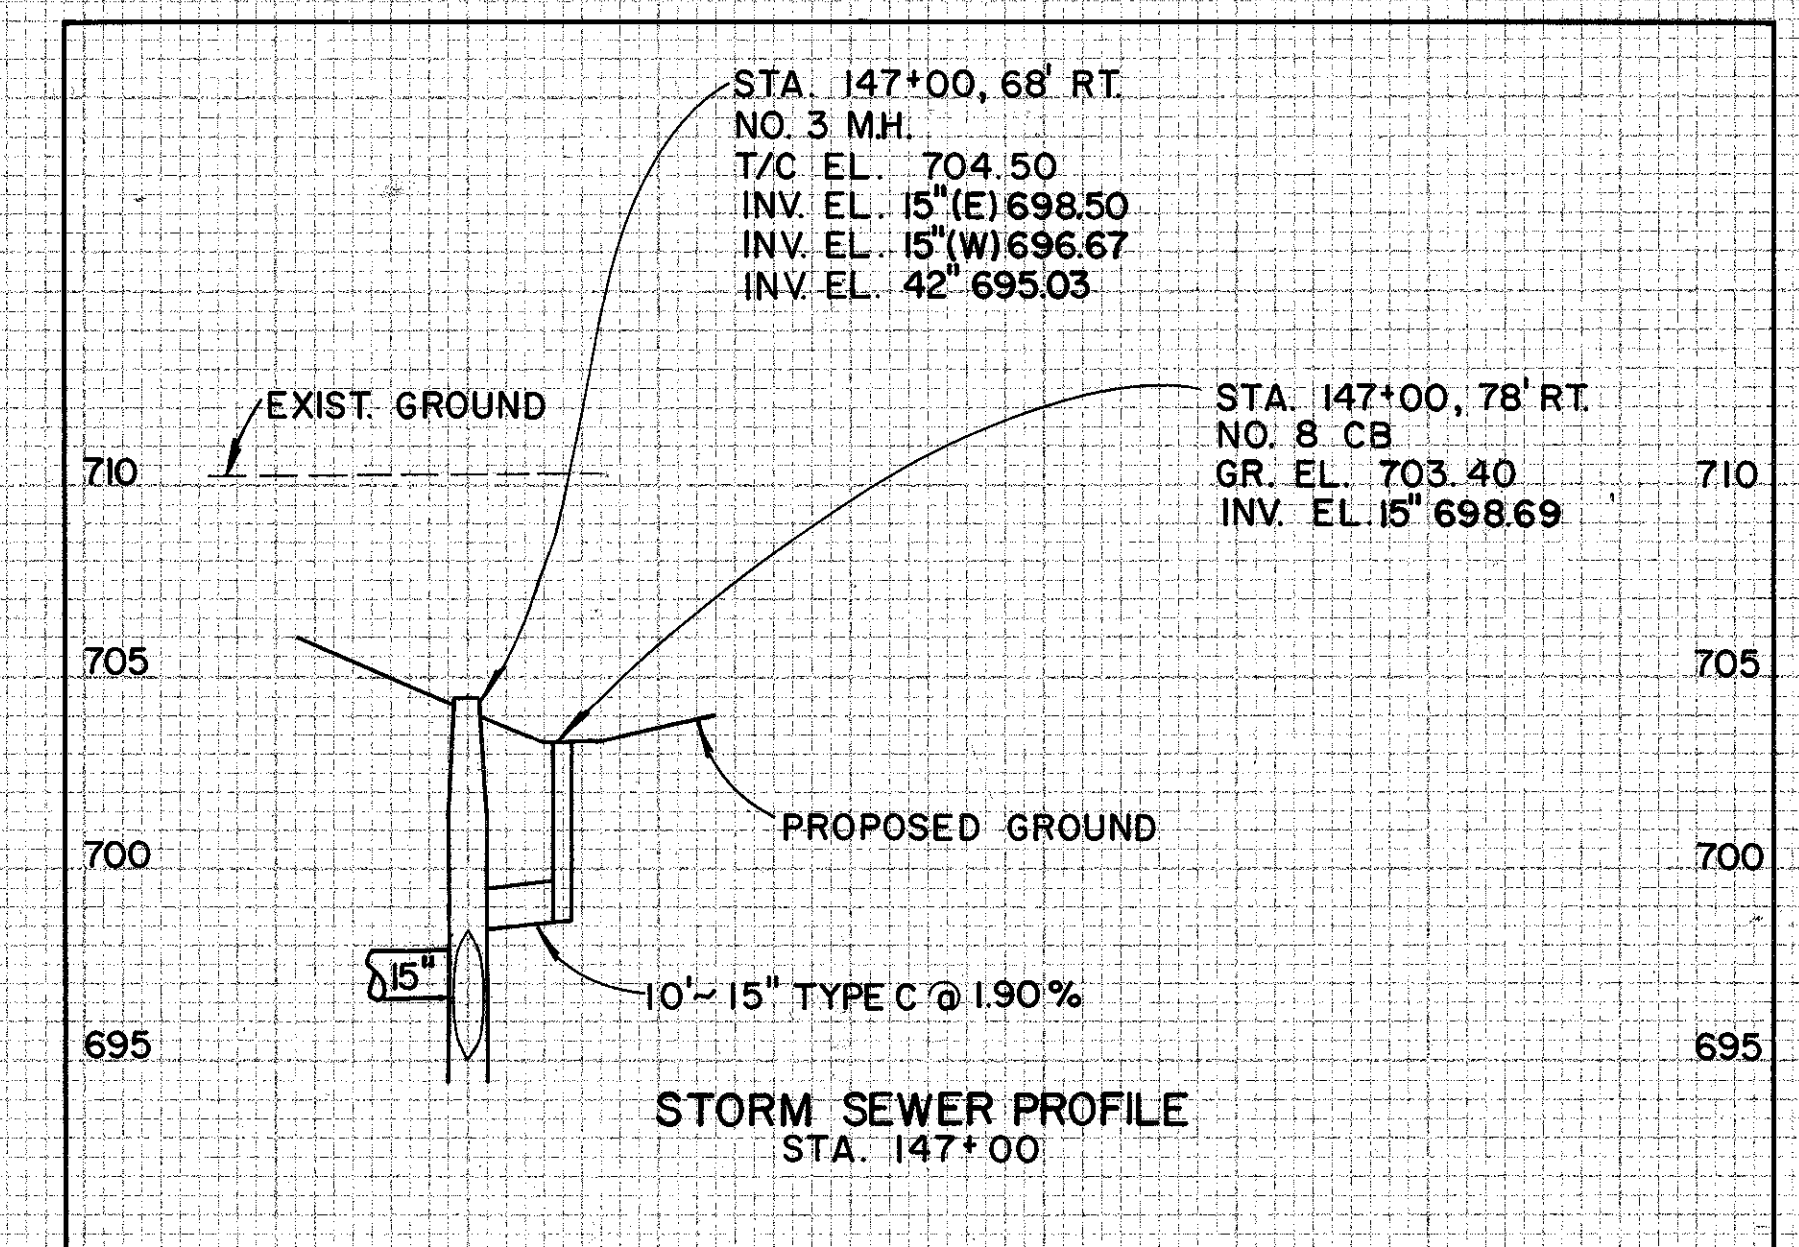 STA. 147+00, 68' RT.
NO. 3 M.H.
T/C EL. 704.50
INV. EL. 15"(E) 698.50
INV. EL. 15"(W) 696.67
INV. EL. 42" 695.03
EXIST. GROUND
STA. 147+00, 78' RT.
NO. 8 CB
GR. EL. 703.40
INV. EL. 15" 698.69
710 710
705 705
PROPOSED GROUND
700 700
15"
10'~ 15" TYPE C @ 1.90%
695 695
STORM SEWER PROFILE
STA. 147+00